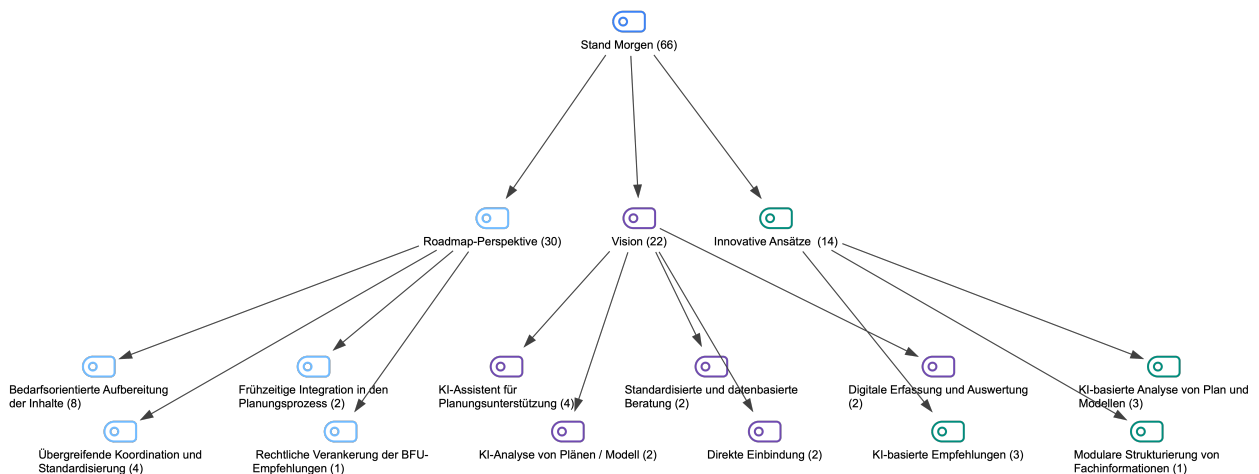 Stand Morgen (66)
Roadmap-Perspektive (30)
Vision (22)
Innovative Ansätze (14)
Bedarfsorientierte Aufbereitung
der Inhalte (8)
Frühzeitige Integration in den
Planungsprozess (2)
KI-Assistent für
Planungsunterstützung (4)
Standardisierte und datenbasierte
Beratung (2)
Digitale Erfassung und Auswertung
(2)
KI-basierte Analyse von Plan und
Modellen (3)
Übergreifende Koordination und
Standardisierung (4)
Rechtliche Verankerung der BFU-
Empfehlungen (1)
KI-Analyse von Plänen / Modell (2)
Direkte Einbindung (2)
KI-basierte Empfehlungen (3)
Modulare Strukturierung von
Fachinformationen (1)